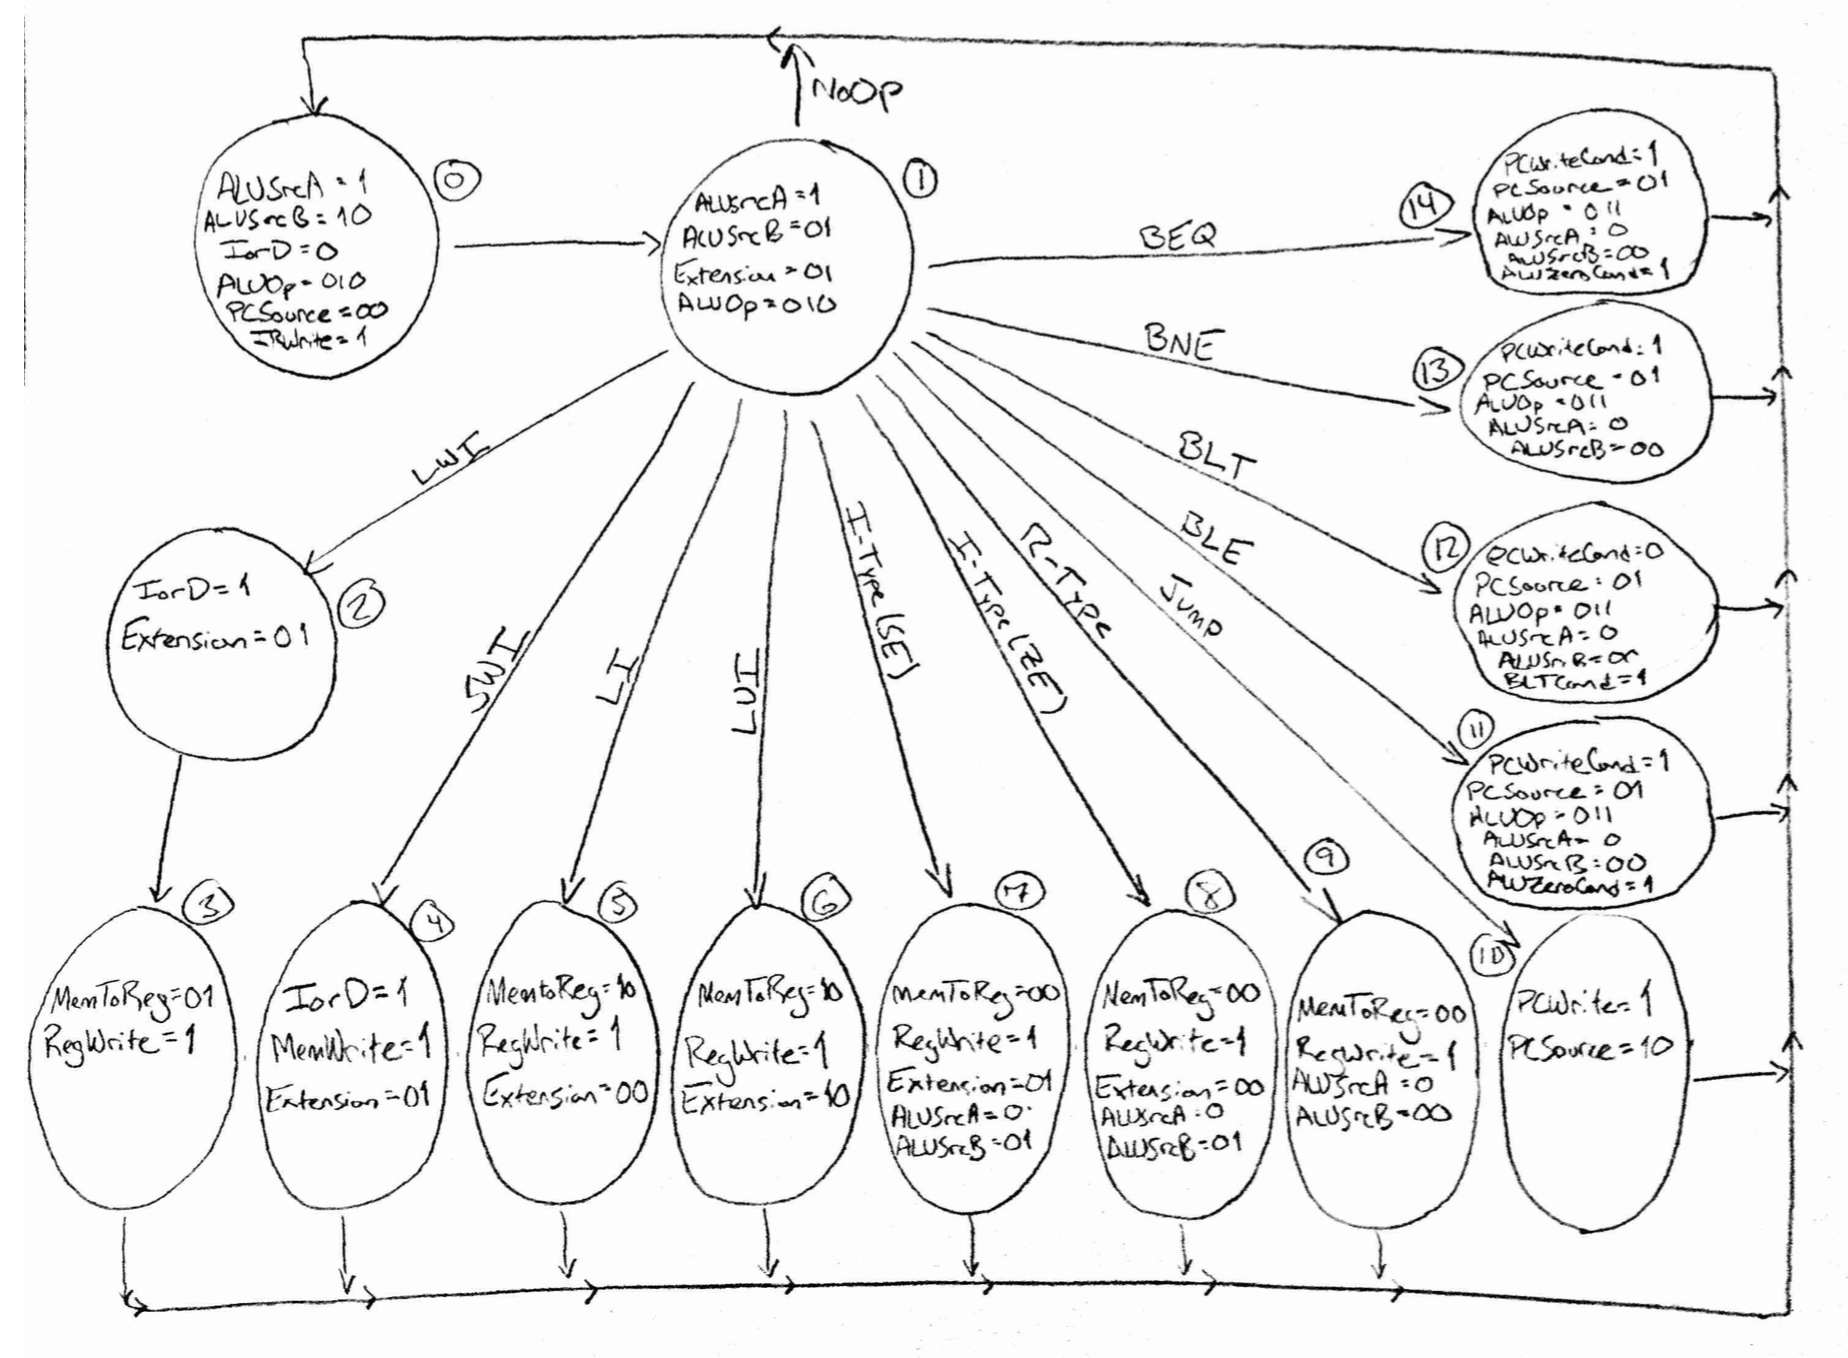 NoOp
0
ALUSrcA = 1
ALUSrcB = 10
IorD = 0
ALUOp = 010
PCSource = 00
IRWrite = 1
1
ALUSrcA = 1
ALUSrcB = 01
Extension = 01
ALUOp = 010
BEQ
14
PCWriteCond = 1
PCSource = 01
ALUOp = 011
ALUSrcA = 0
ALUSrcB = 00
ALUZeroCond = 1
BNE
13
PCWriteCond = 1
PCSource = 01
ALUOp = 011
ALUSrcA = 0
ALUSrcB = 00
BLT
12
PCWriteCond = 0
PCSource = 01
ALUOp = 011
ALUSrcA = 0
ALUSrcB = 00
BLTCond = 1
BLE
11
PCWriteCond = 1
PCSource = 01
ALUOp = 011
ALUSrcA = 0
ALUSrcB = 00
ALUZeroCond = 1
LWI
2
IorD = 1
Extension = 01
SWI
LI
LUI
I-Type (SE)
I-Type (ZE)
R-Type
Jump
3
MemToReg = 01
RegWrite = 1
4
IorD = 1
MemWrite = 1
Extension = 01
5
MemtoReg = 10
RegWrite = 1
Extension = 00
6
MemToReg = 10
RegWrite = 1
Extension = 10
7
MemToReg = 00
RegWrite = 1
Extension = 01
ALUSrcA = 0
ALUSrcB = 01
8
MemToReg = 00
RegWrite = 1
Extension = 00
ALUSrcA = 0
ALUSrcB = 01
9
MemToReg = 00
RegWrite = 1
ALUSrcA = 0
ALUSrcB = 00
10
PCWrite = 1
PCSource = 10